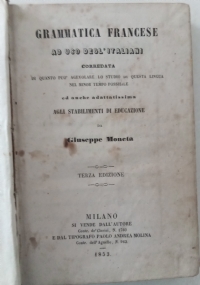 GRAMMATICA FRANCESE
AD USO DEGL'ITALIANI
CORREDATA
DI QUANTO PUO' AGEVOLARE LO STUDIO DI QUESTA LINGUA
NEL MINOR TEMPO POSSIBILE
ed anche adattatissima
AGLI STABILIMENTI DI EDUCAZIONE
DI
Giuseppe Moneta
TERZA EDIZIONE
MILANO
SI VENDE DALL'AUTORE
E DAL TIPOGRAFO PAOLO ANDREA MOLINA
1852